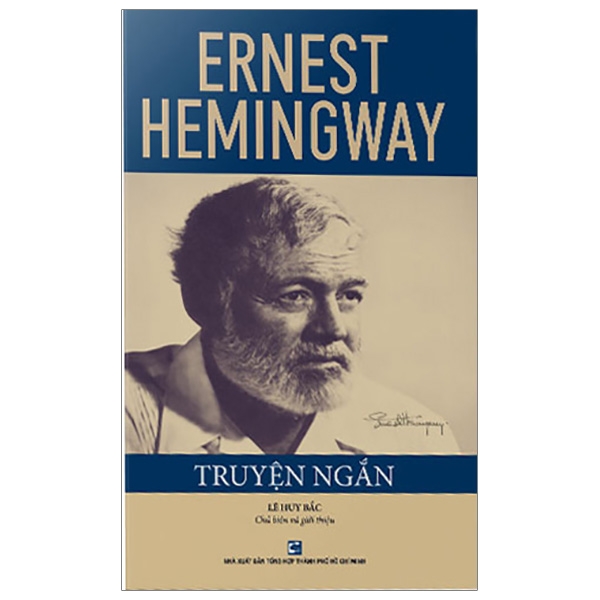 ERNEST
HEMINGWAY
TRUYỆN NGẮN
LÊ HUY BẮC
Chủ biên và giới thiệu
NHÀ XUẤT BẢN TỔNG HỢP THÀNH PHỐ HỒ CHÍ MINH